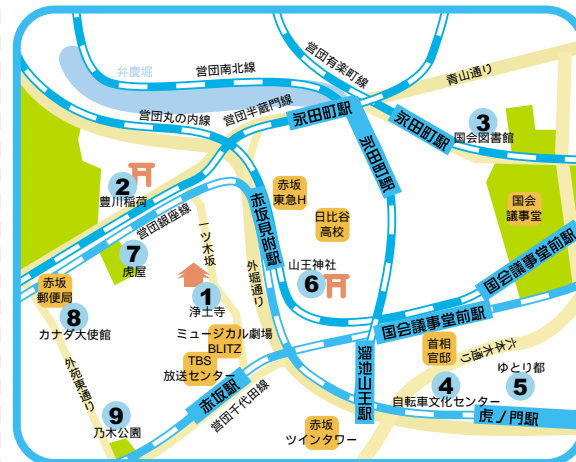 弁慶堀
営団南北線
営団有楽町線
青山通り
営団丸の内線
営団半蔵門線
永田町駅
永田町駅
永田町駅
3
国会図書館
2
豊川稲荷
赤坂
東急H
日比谷
高校
国会
議事堂
営団銀座線
一ツ木坂
赤坂見附駅
外堀通り
7
虎屋
山王神社
6
国会議事堂前駅
赤坂
郵便局
8
カナダ大使館
1
浄土寺
ミュージカル劇場
BLITZ
TBS
放送センター
国会議事堂前駅
首相
官邸
六本木通り
溜池山王駅
ゆとり都
4
5
自転車文化センター
外苑東通り
赤坂駅
営団千代田線
虎ノ門駅
9
乃木公園
赤坂
ツインタワー